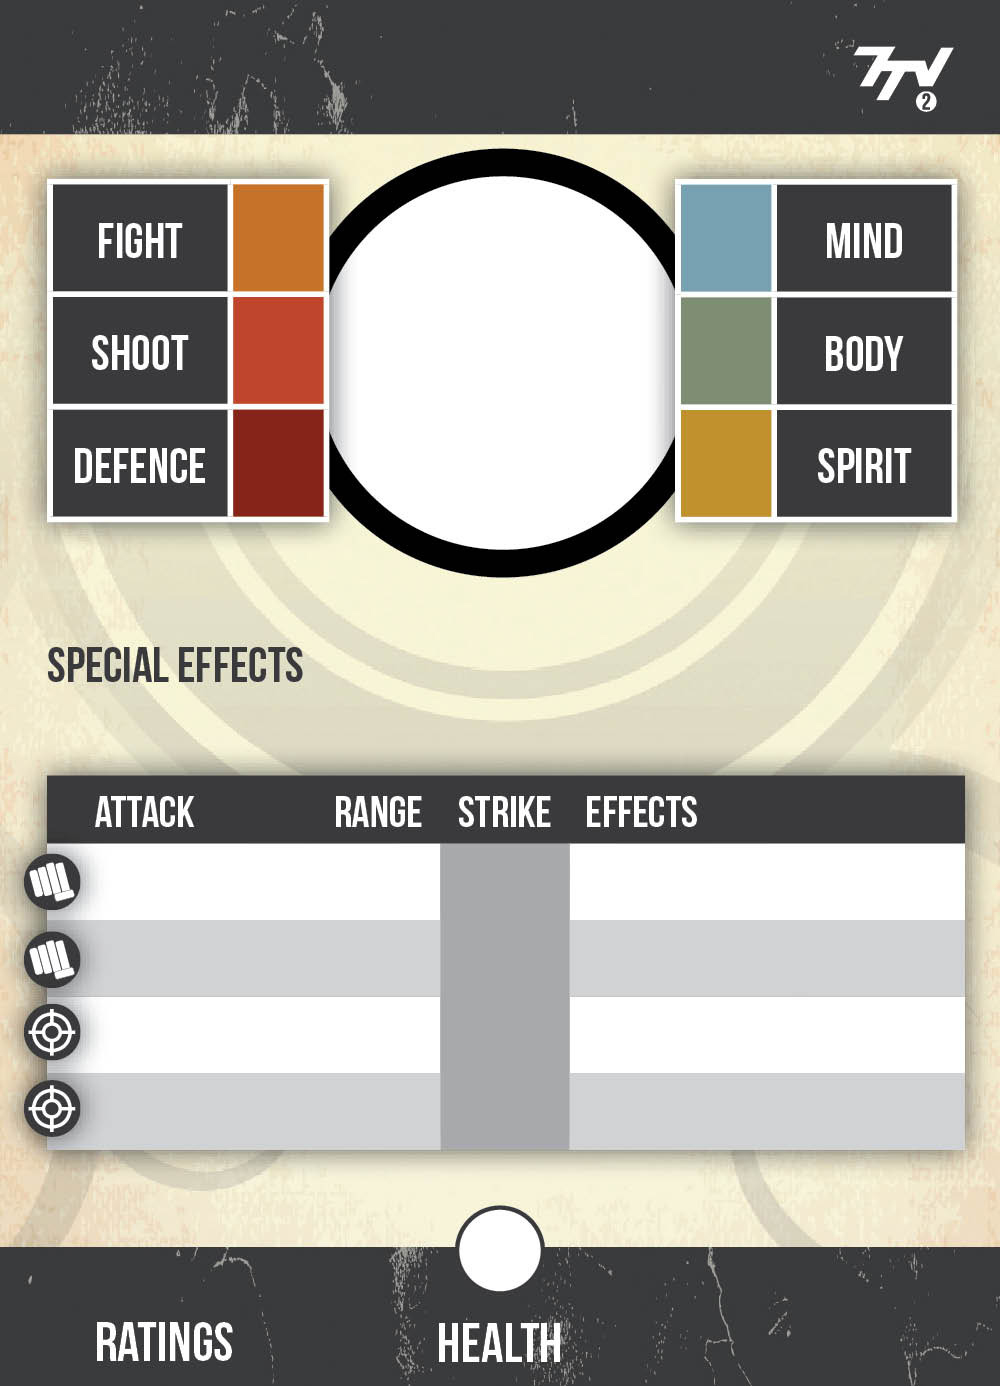 7TV
2
FIGHT
MIND
SHOOT
BODY
DEFENCE
SPIRIT
SPECIAL EFFECTS
ATTACK RANGE STRIKE EFFECTS
RATINGS HEALTH